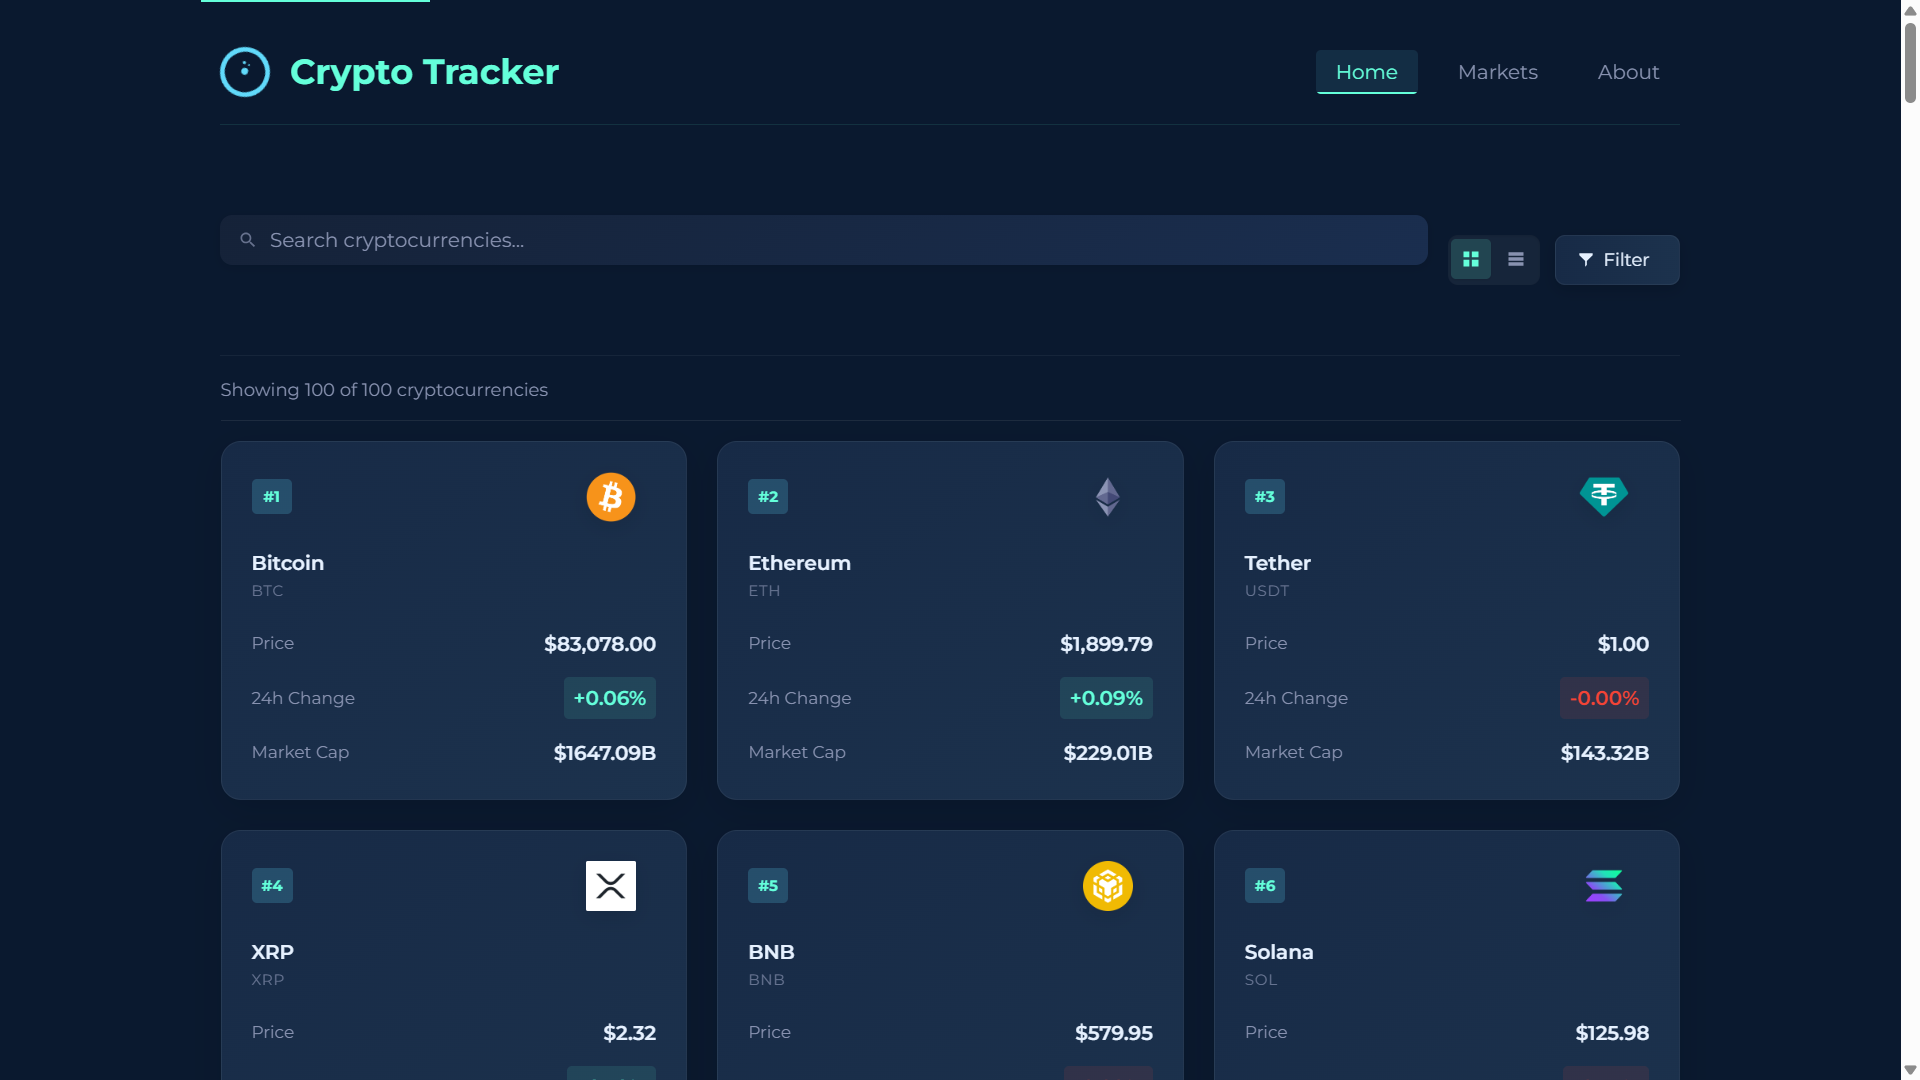 Crypto Tracker
Home
Markets
About
Search cryptocurrencies...
Filter
Showing 100 of 100 cryptocurrencies
#1
Bitcoin
BTC
Price
$83,078.00
24h Change
+0.06%
Market Cap
$1647.09B
#2
Ethereum
ETH
Price
$1,899.79
24h Change
+0.09%
Market Cap
$229.01B
#3
Tether
USDT
Price
$1.00
24h Change
-0.00%
Market Cap
$143.32B
#4
XRP
XRP
Price
$2.32
#5
BNB
BNB
Price
$579.95
#6
Solana
SOL
Price
$125.98